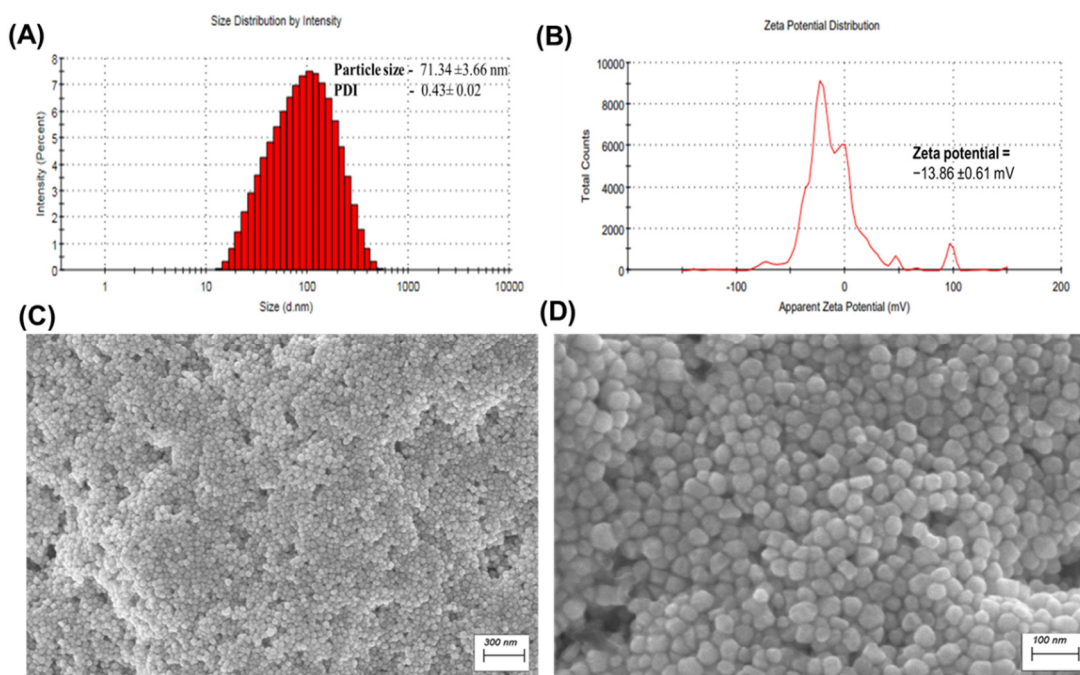 (A)
Size Distribution by Intensity
Particle size - 71.34 ±3.66 nm
PDI - 0.43± 0.02
Intensity (Percent)
8
7
6
5
4
3
2
1
0
1 10 100 1000 10000
Size (d.nm)
(B)
Zeta Potential Distribution
Zeta potential =
−13.86 ±0.61 mV
Total Counts
10000
8000
6000
4000
2000
0
-100 0 100 200
Apparent Zeta Potential (mV)
(C)
300 nm
(D)
100 nm